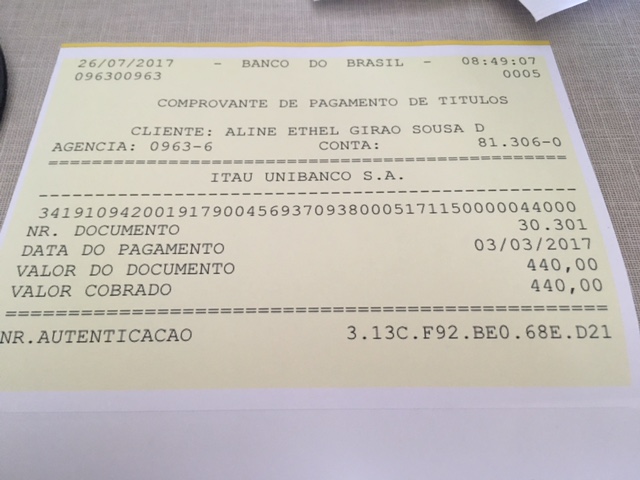 26/07/2017 - BANCO DO BRASIL - 08:49:07
096300963 0005
COMPROVANTE DE PAGAMENTO DE TITULOS
CLIENTE: ALINE ETHEL GIRAO SOUSA D
AGENCIA: 0963-6 CONTA: 81.306-0
================================================
ITAU UNIBANCO S.A.
------------------------------------------------
34191094200191790045693709380005171150000044000
NR. DOCUMENTO 30.301
DATA DO PAGAMENTO 03/03/2017
VALOR DO DOCUMENTO 440,00
VALOR COBRADO 440,00
================================================
NR.AUTENTICACAO 3.13C.F92.BE0.68E.D21